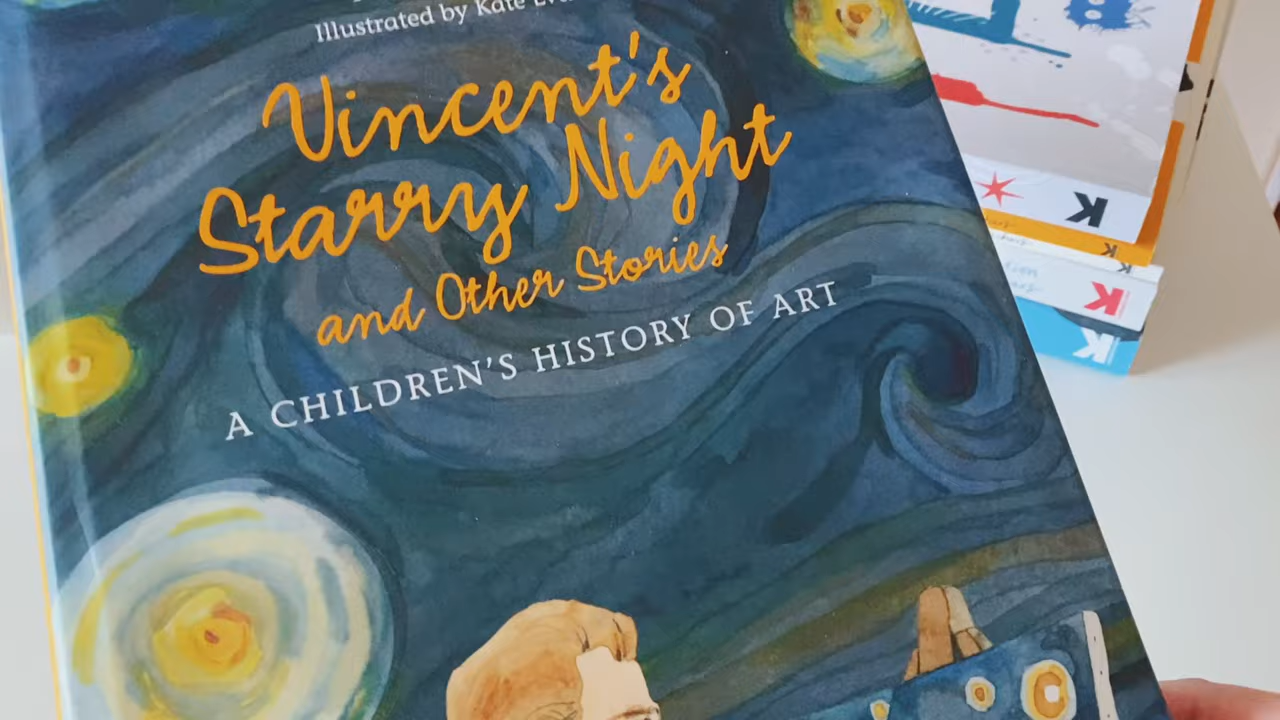 Illustrated by Kate
Vincent's
Starry Night
and Other Stories
A CHILDREN'S HISTORY OF ART
K
K
K
K
K